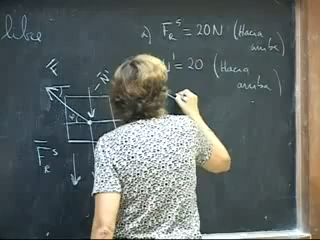 libre
a) F_R^S = 20N (Hacia
arriba)
N' = 20 (Hacia
arriba)
F
N
F_R^S